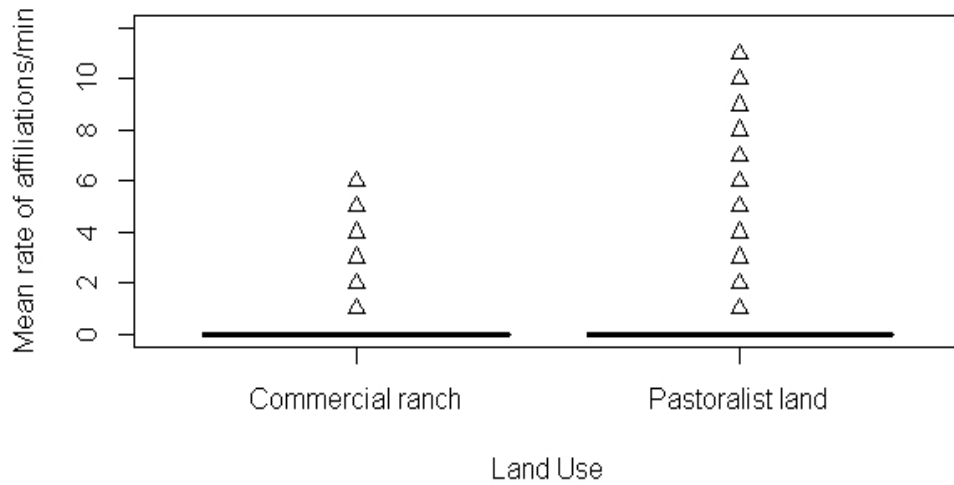 Mean rate of affiliations/min
10
8
6
4
2
0
Commercial ranch Pastoralist land
Land Use